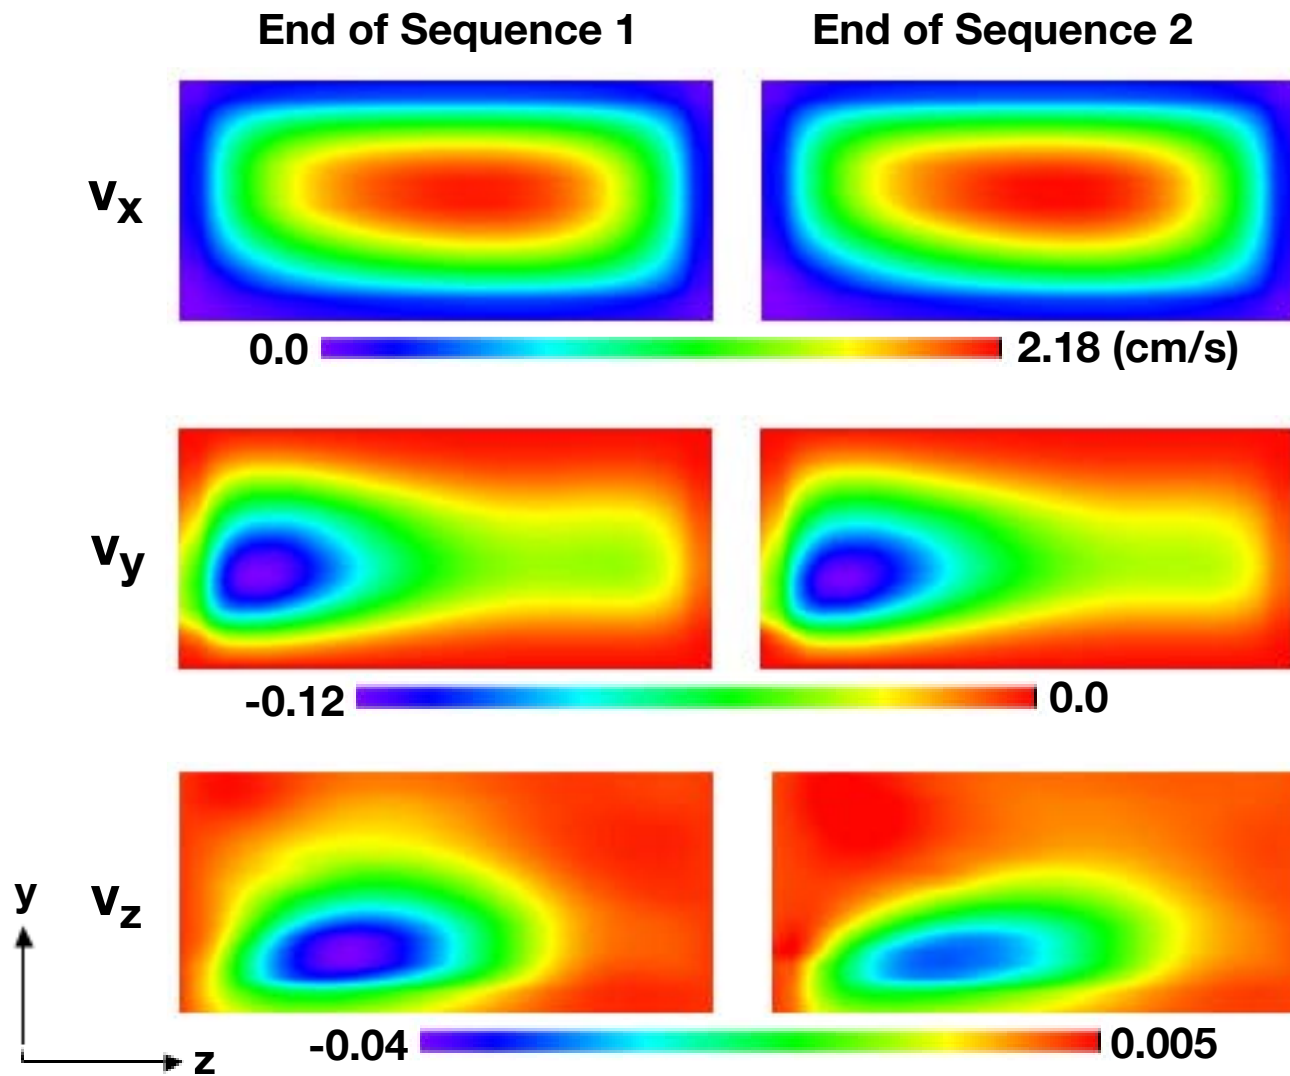 End of Sequence 1 End of Sequence 2
vx
0.0 2.18 (cm/s)
vy
-0.12 0.0
y vz
-0.04 0.005
z